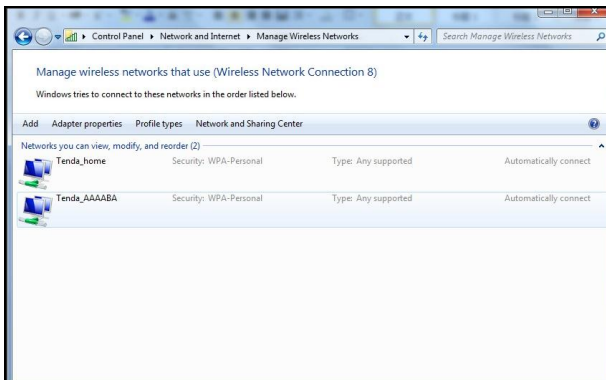 Control Panel ▸ Network and Internet ▸ Manage Wireless Networks
Search Manage Wireless Networks
Manage wireless networks that use (Wireless Network Connection 8)
Windows tries to connect to these networks in the order listed below.
Add Adapter properties Profile types Network and Sharing Center
Networks you can view, modify, and reorder (2)
Tenda_home Security: WPA-Personal Type: Any supported Automatically connect
Tenda_AAAABA Security: WPA-Personal Type: Any supported Automatically connect